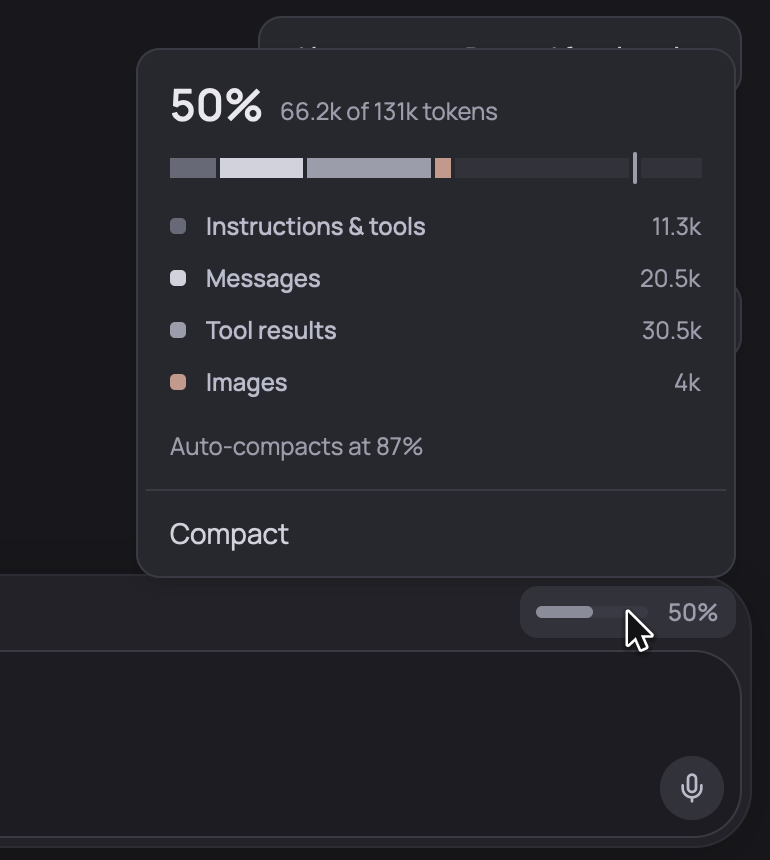 50% 66.2k of 131k tokens
Instructions & tools 11.3k
Messages 20.5k
Tool results 30.5k
Images 4k
Auto-compacts at 87%
Compact
50%